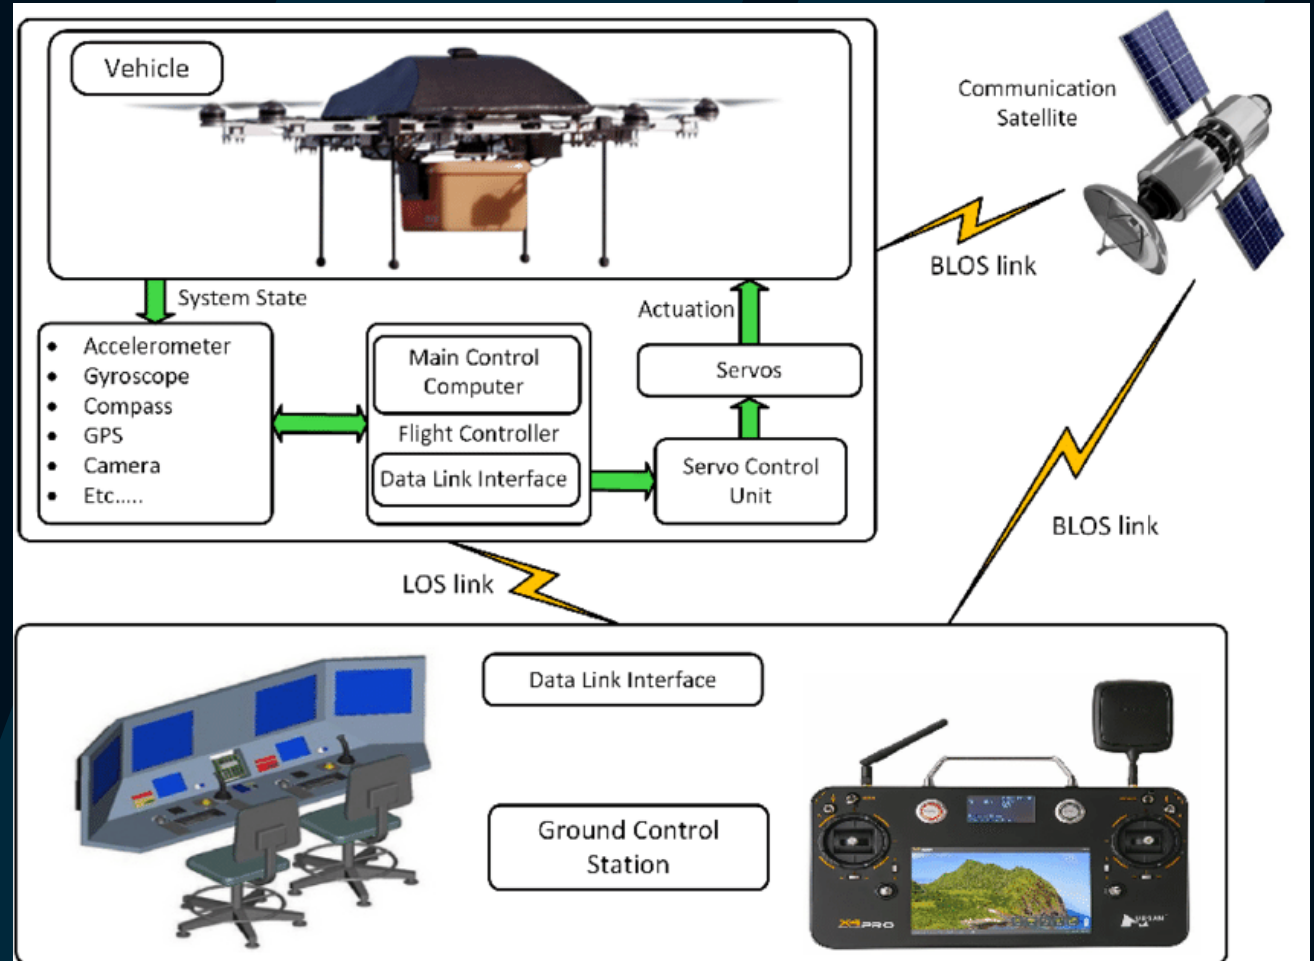 Vehicle
Communication
Satellite
BLOS link
System State
Actuation
• Accelerometer
• Gyroscope
• Compass
• GPS
• Camera
• Etc.....
Main Control
Computer
Flight Controller
Data Link Interface
Servos
Servo Control
Unit
BLOS link
LOS link
Data Link Interface
Ground Control
Station
PRO